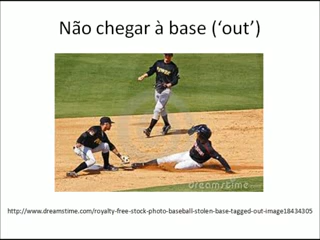 Não chegar à base (‘out’)
dreamstime
http://www.dreamstime.com/royalty-free-stock-photo-baseball-stolen-base-tagged-out-image18434305